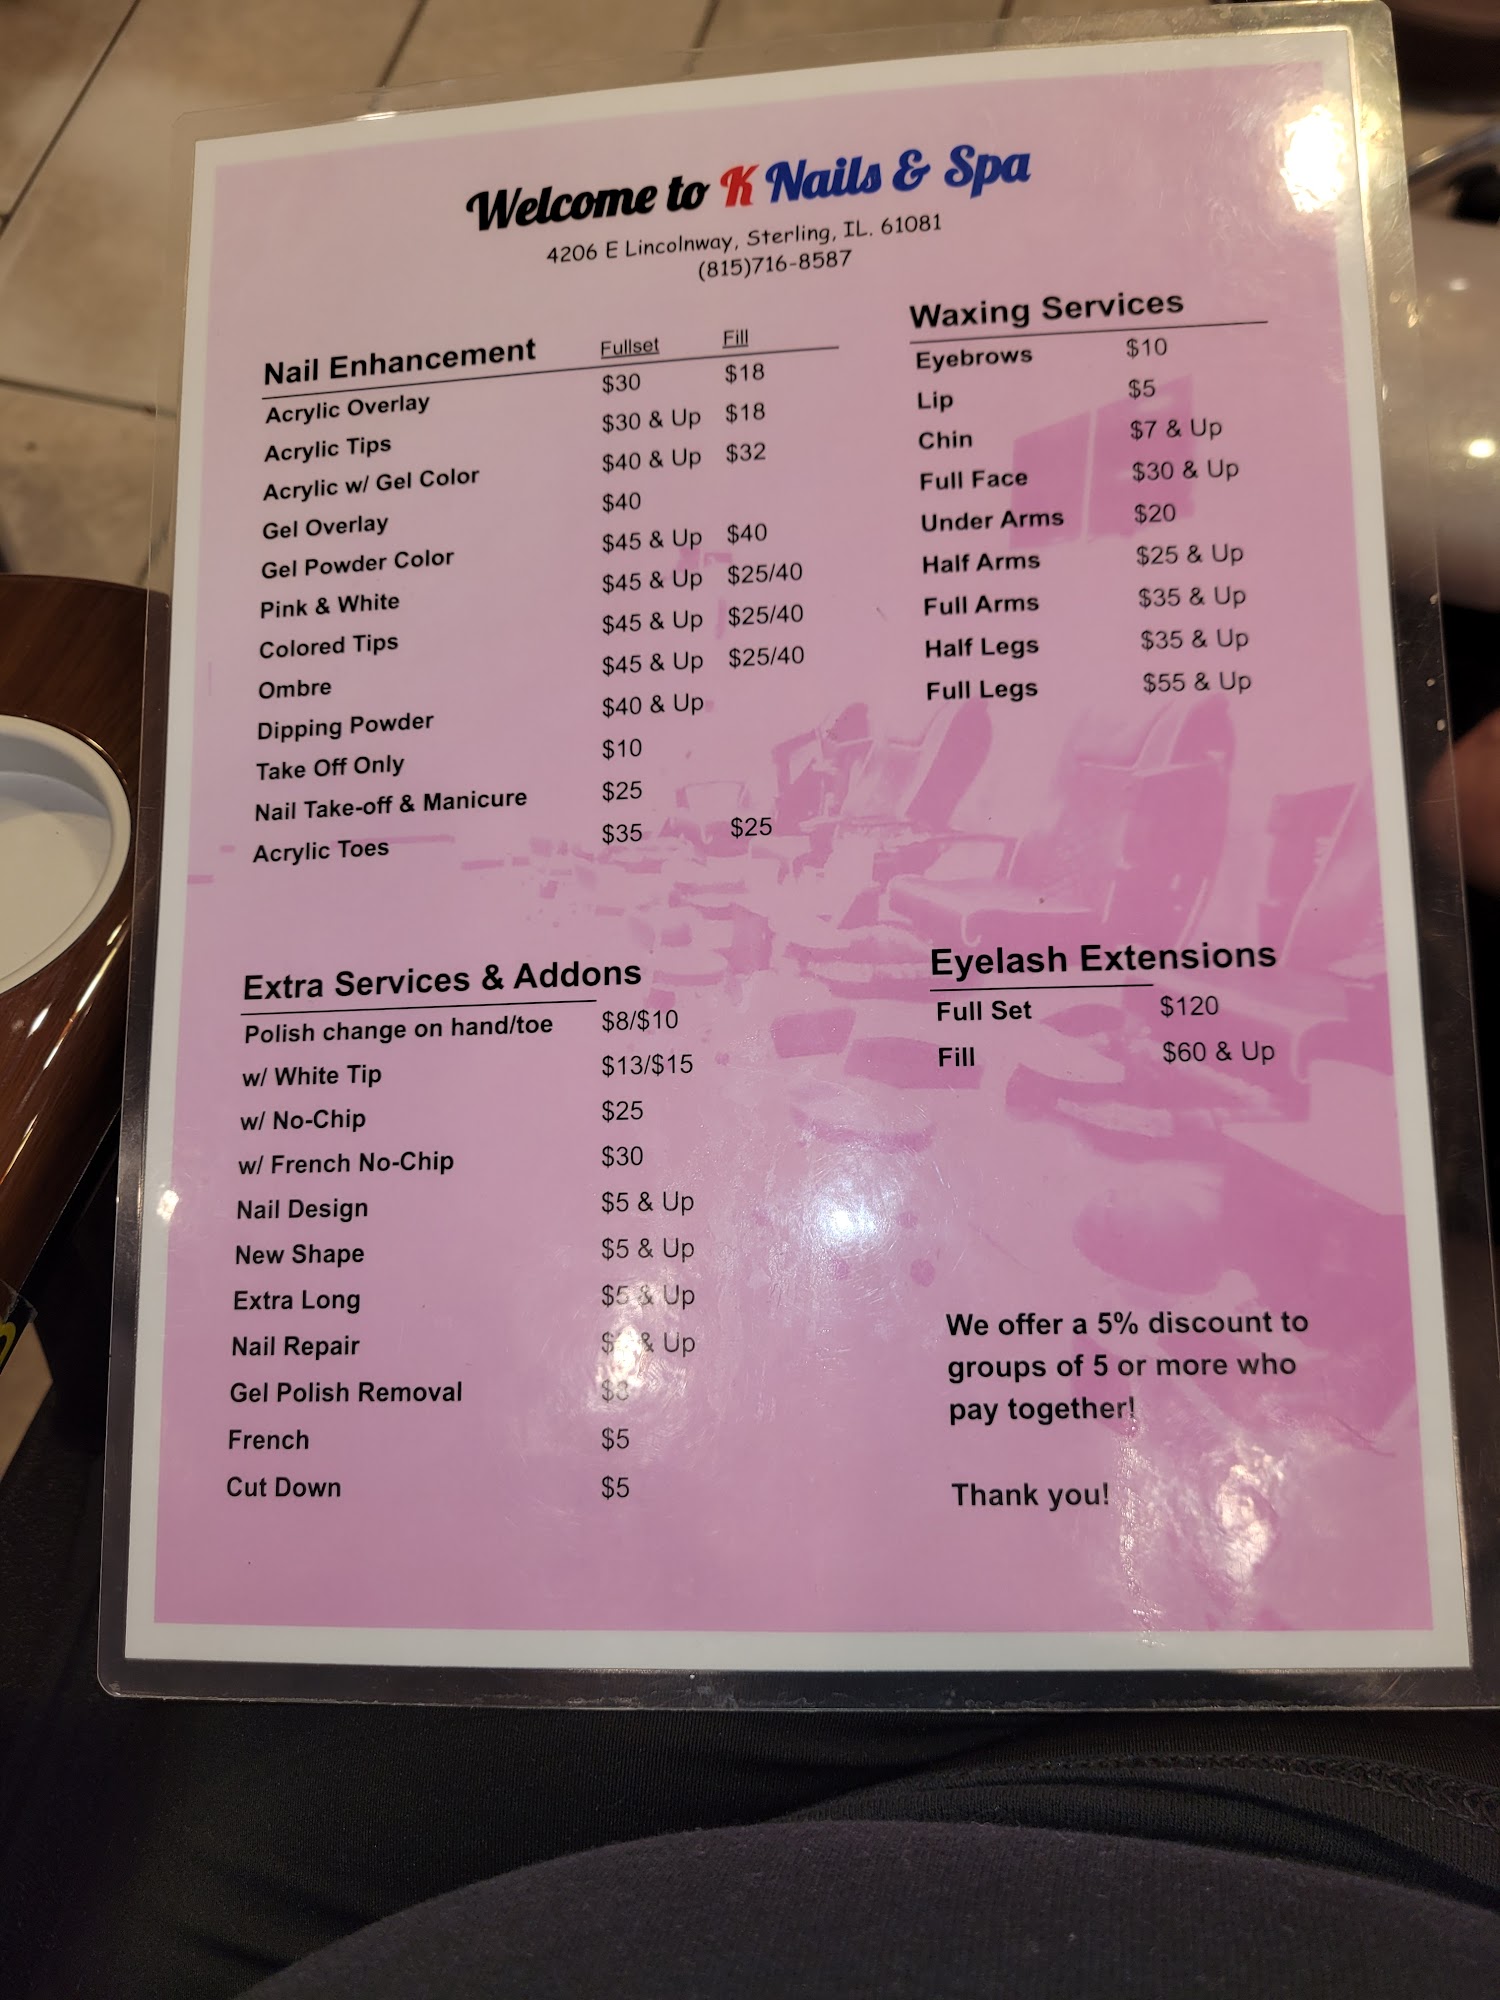 Welcome to K Nails & Spa
4206 E Lincolnway, Sterling, IL. 61081
(815)716-8587
Nail Enhancement Fullset Fill
Acrylic Overlay $30 $18
Acrylic Tips $30 & Up $18
Acrylic w/ Gel Color $40 & Up $32
Gel Overlay $40
Gel Powder Color $45 & Up $40
Pink & White $45 & Up $25/40
Colored Tips $45 & Up $25/40
Ombre $45 & Up $25/40
Dipping Powder $40 & Up
Take Off Only $10
Nail Take-off & Manicure $25
Acrylic Toes $35 $25
Waxing Services
Eyebrows $10
Lip $5
Chin $7 & Up
Full Face $30 & Up
Under Arms $20
Half Arms $25 & Up
Full Arms $35 & Up
Half Legs $35 & Up
Full Legs $55 & Up
Extra Services & Addons
Polish change on hand/toe $8/$10
w/ White Tip $13/$15
w/ No-Chip $25
w/ French No-Chip $30
Nail Design $5 & Up
New Shape $5 & Up
Extra Long $5 & Up
Nail Repair & Up
Gel Polish Removal
French $5
Cut Down $5
Eyelash Extensions
Full Set $120
Fill $60 & Up
We offer a 5% discount to
groups of 5 or more who
pay together!
Thank you!